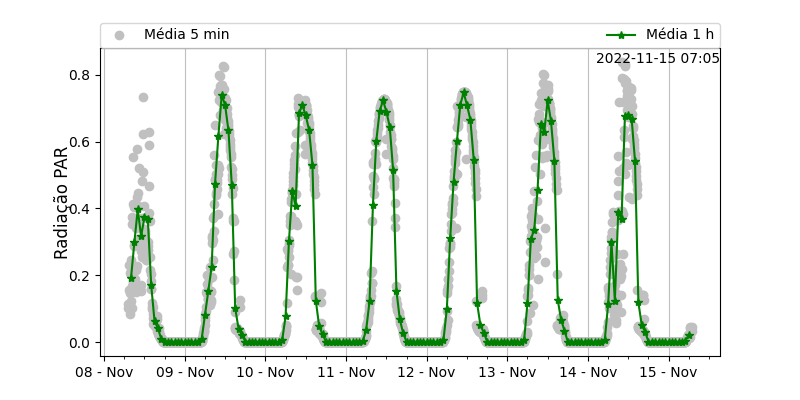 Média 5 min
Média 1 h
2022-11-15 07:05
Radiação PAR
0.8
0.6
0.4
0.2
0.0
08 - Nov
09 - Nov
10 - Nov
11 - Nov
12 - Nov
13 - Nov
14 - Nov
15 - Nov